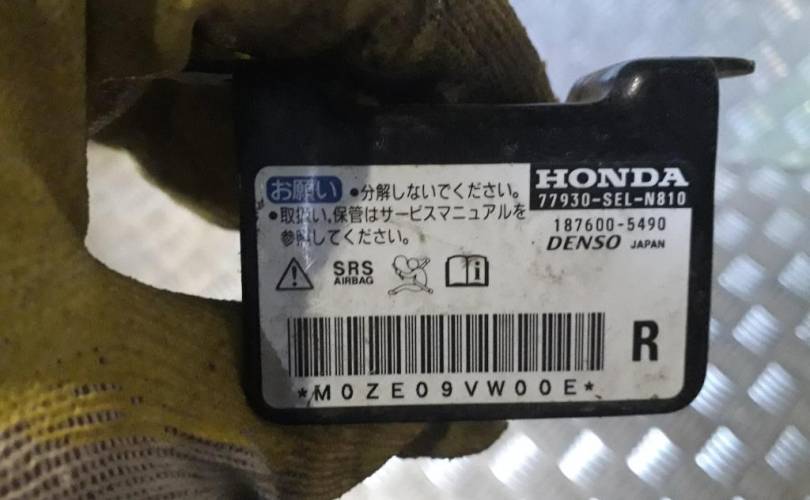 お願い ●分解しないでください。
●取扱い,保管はサービスマニュアルを
参照してください。
HONDA
77930-SEL-N810
187600-5490
DENSO JAPAN
SRS
AIRBAG
R
*M0ZE09VW00E*